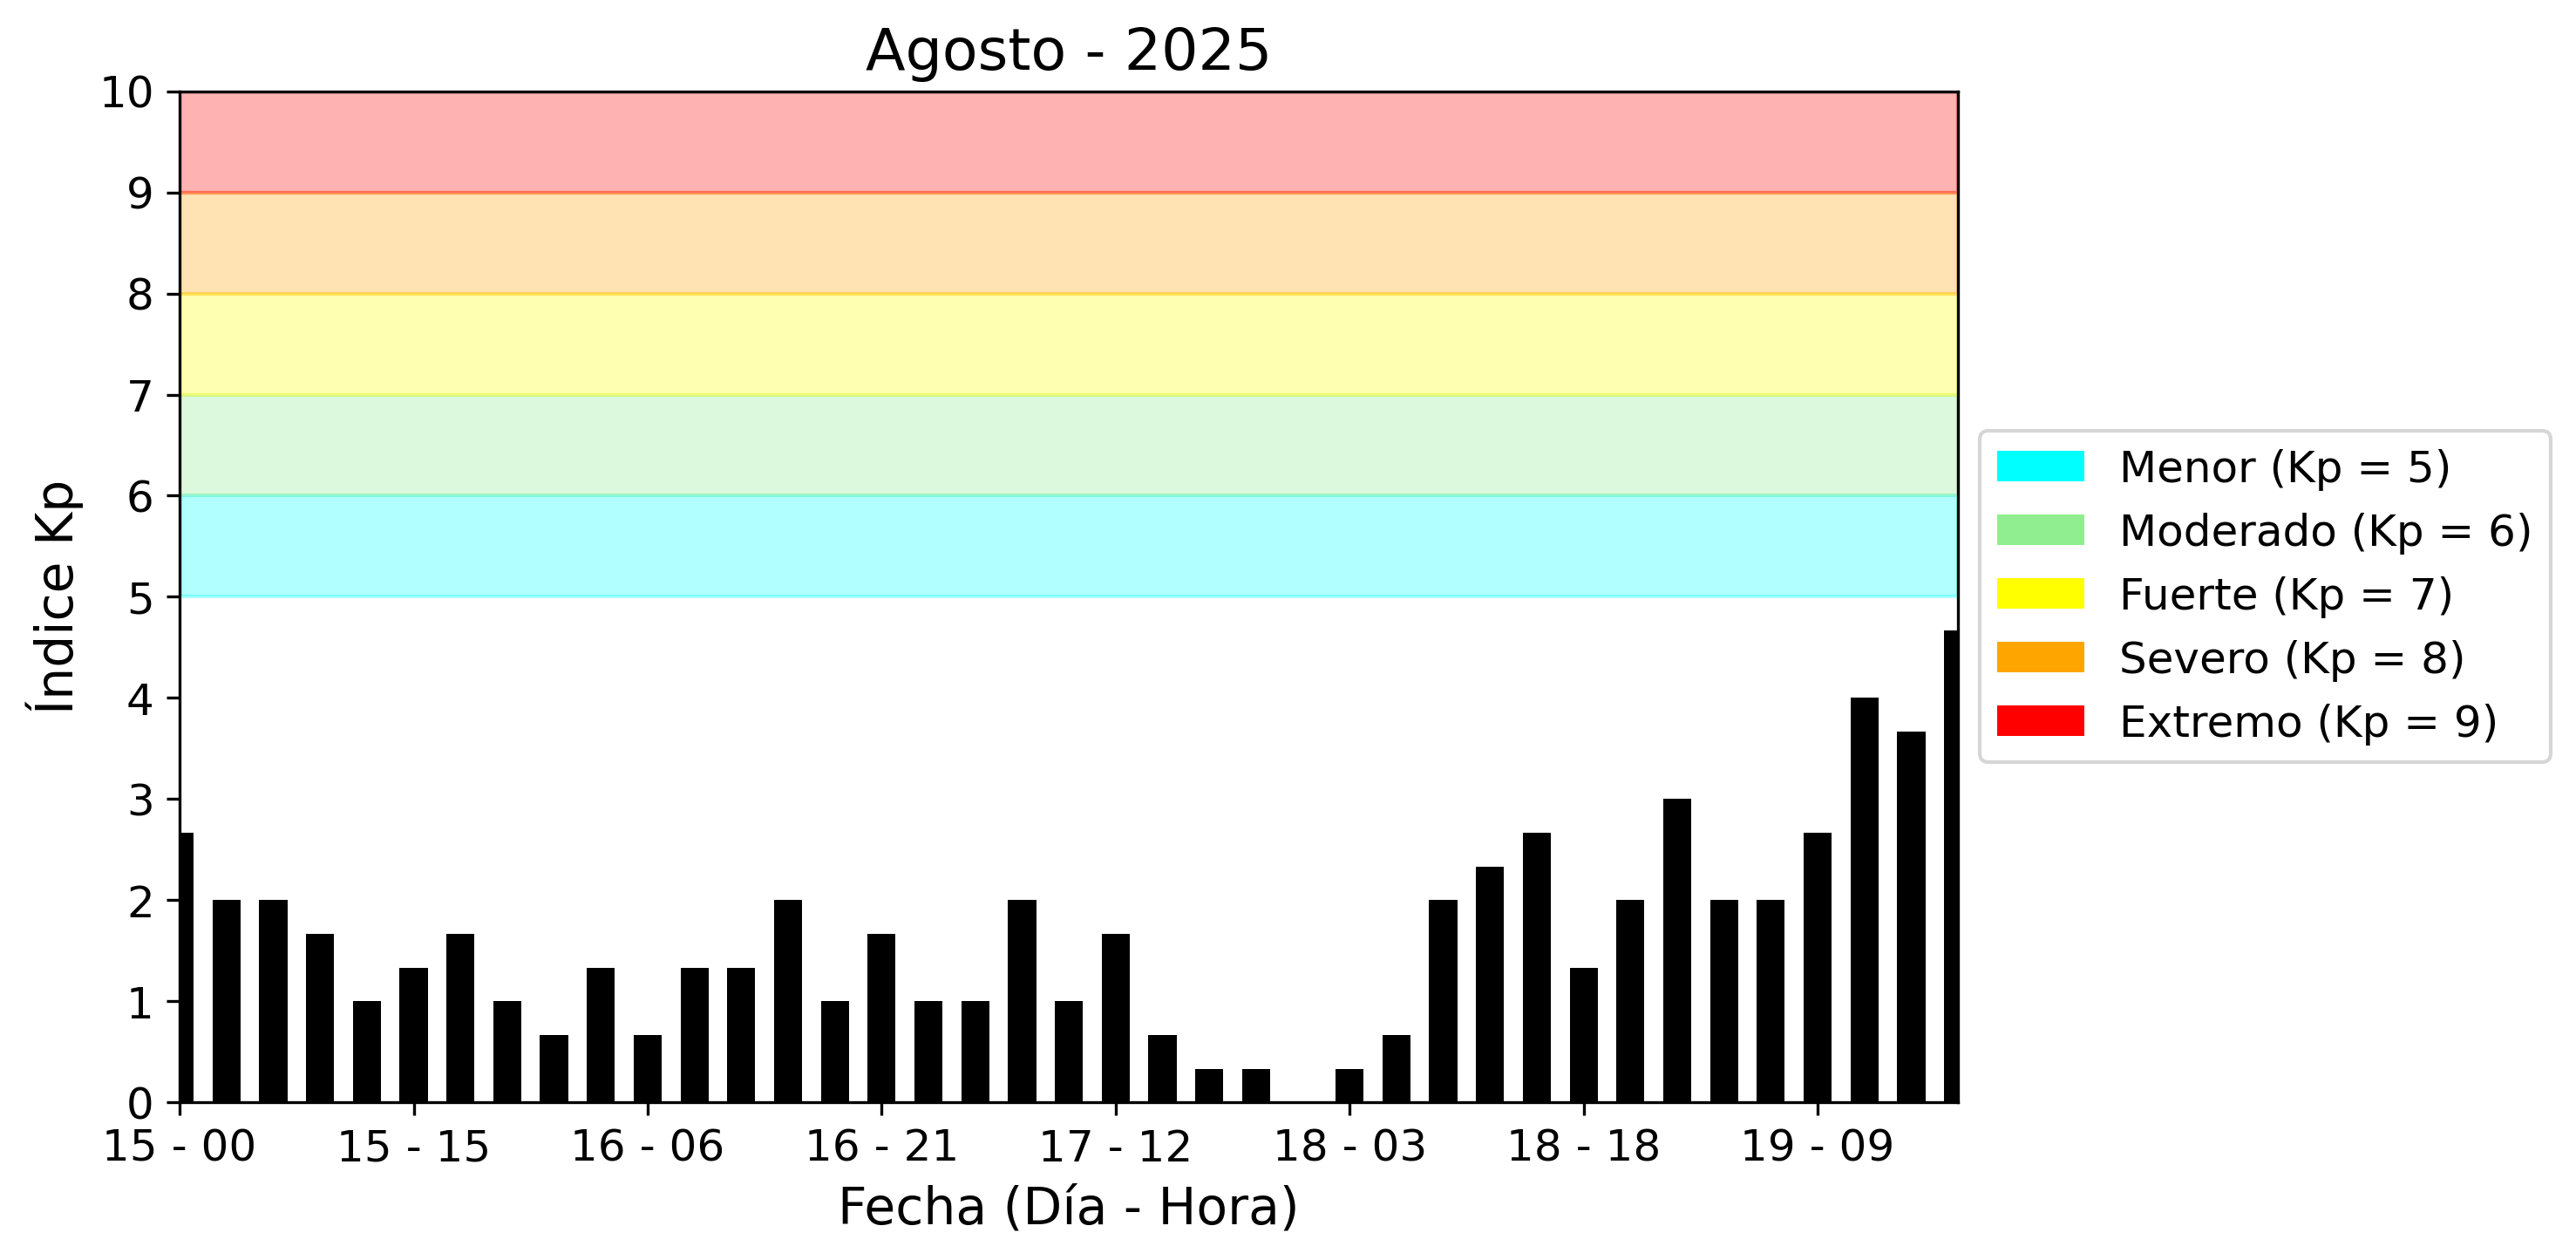 Agosto - 2025
10
9
8
7
6
5
4
3
2
1
0
Índice Kp
15 - 00
15 - 15
16 - 06
16 - 21
17 - 12
18 - 03
18 - 18
19 - 09
Fecha (Día - Hora)
Menor (Kp = 5)
Moderado (Kp = 6)
Fuerte (Kp = 7)
Severo (Kp = 8)
Extremo (Kp = 9)